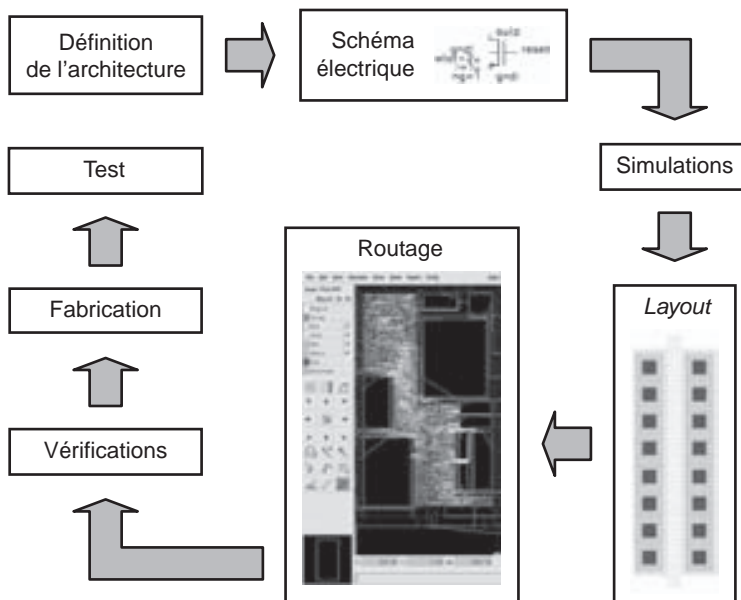 Définition
de l'architecture
Schéma
électrique
Simulations
Layout
Routage
Vérifications
Fabrication
Test